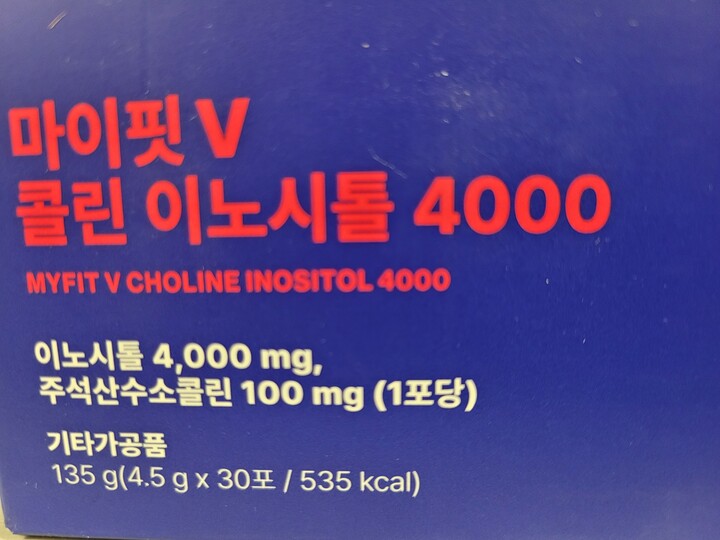 마이핏 V
콜린 이노시톨 4000
MYFIT V CHOLINE INOSITOL 4000
이노시톨 4,000 mg,
주석산수소콜린 100 mg (1포당)
기타가공품
135 g(4.5 g x 30포 / 535 kcal)